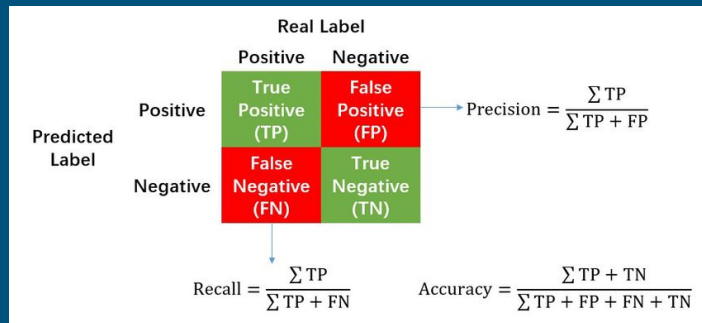 Real Label
Positive Negative
True Positive (TP)
False Positive (FP)
Positive
Precision = ∑ TP / ∑ TP + FP
Predicted Label
False Negative (FN)
True Negative (TN)
Negative
Recall = ∑ TP / ∑ TP + FN
Accuracy = ∑ TP + TN / ∑ TP + FP + FN + TN